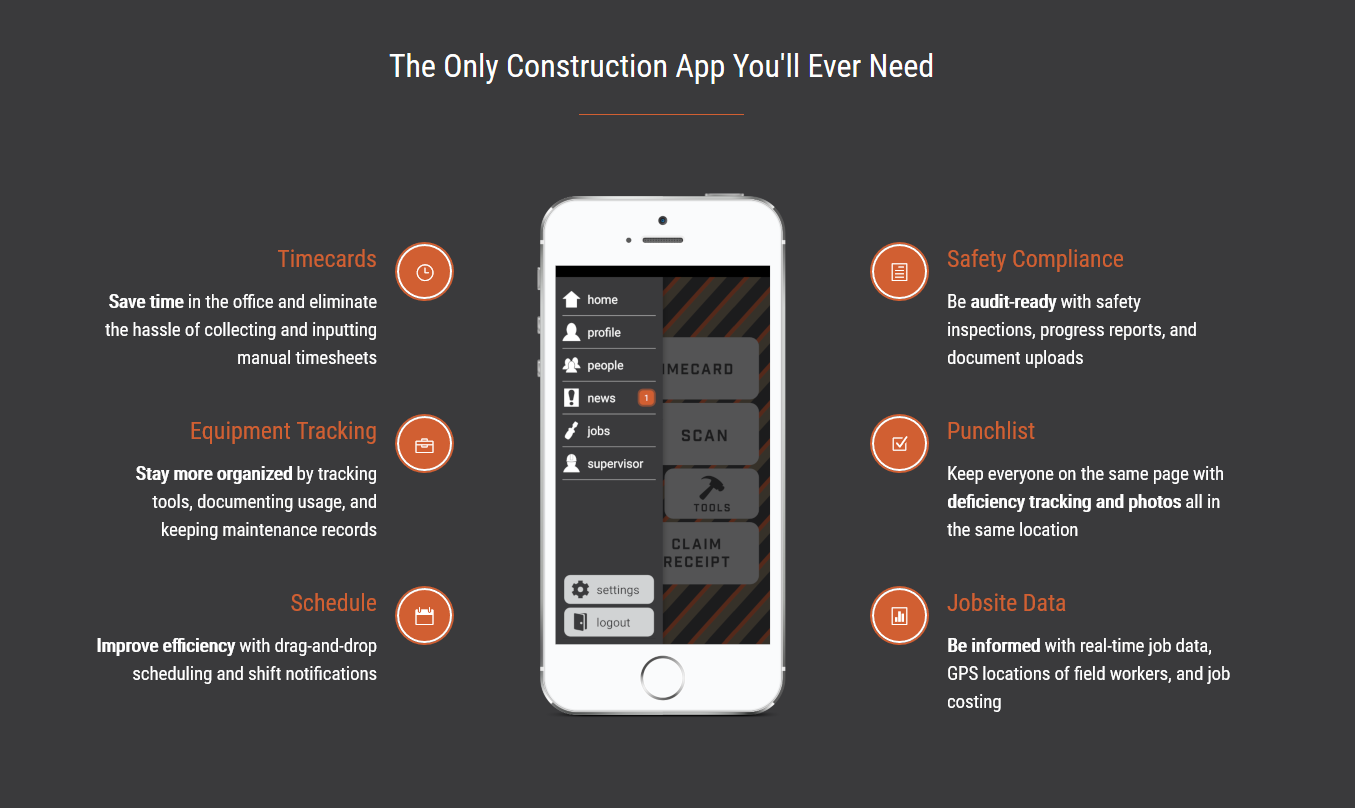 The Only Construction App You'll Ever Need
Timecards
Save time in the office and eliminate
the hassle of collecting and inputting
manual timesheets
Equipment Tracking
Stay more organized by tracking
tools, documenting usage, and
keeping maintenance records
Schedule
Improve efficiency with drag-and-drop
scheduling and shift notifications
home
profile
people
news 1
jobs
supervisor
settings
logout
IMECARD
SCAN
TOOLS
CLAIM
RECEIPT
Safety Compliance
Be audit-ready with safety
inspections, progress reports, and
document uploads
Punchlist
Keep everyone on the same page with
deficiency tracking and photos all in
the same location
Jobsite Data
Be informed with real-time job data,
GPS locations of field workers, and job
costing